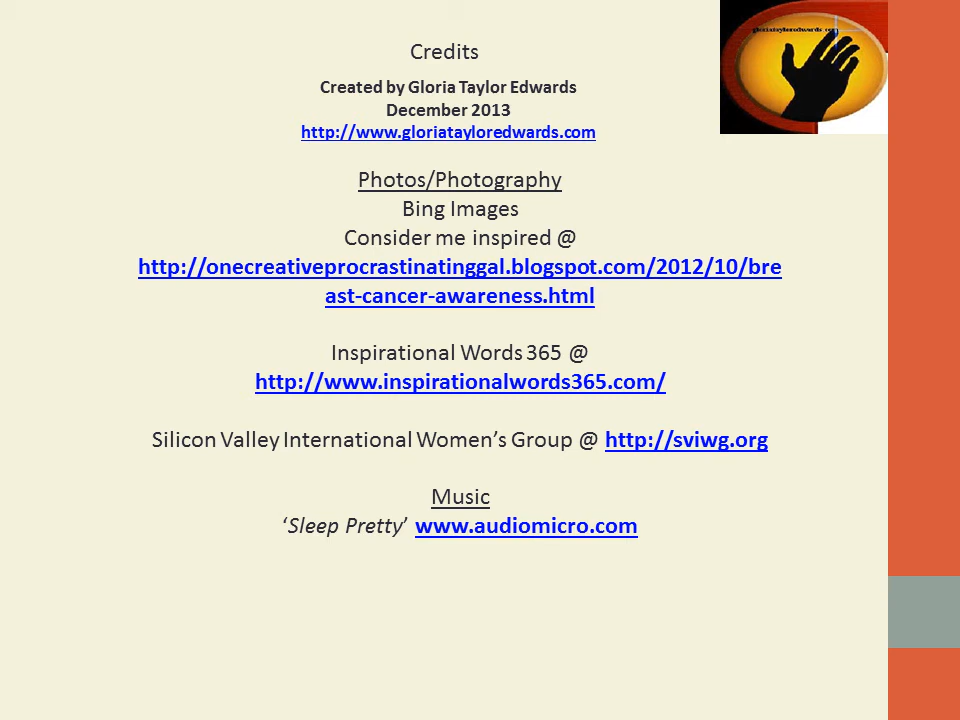 Credits
gloriatayloredwards.com
Created by Gloria Taylor Edwards
December 2013
http://www.gloriatayloredwards.com
Photos/Photography
Bing Images
Consider me inspired @
http://onecreativeprocrastinatinggal.blogspot.com/2012/10/bre
ast-cancer-awareness.html
Inspirational Words 365 @
http://www.inspirationalwords365.com/
Silicon Valley International Women’s Group @ http://sviwg.org
Music
‘Sleep Pretty’ www.audiomicro.com